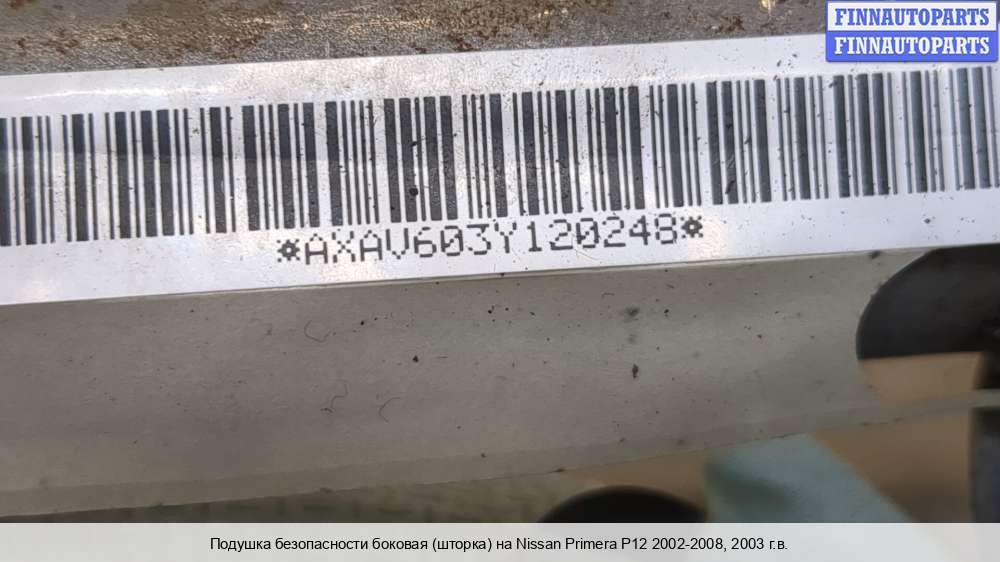 FINNAUTOPARTS
FINNAUTOPARTS
*AXAV603Y120248*
Подушка безопасности боковая (шторка) на Nissan Primera P12 2002-2008, 2003 г.в.